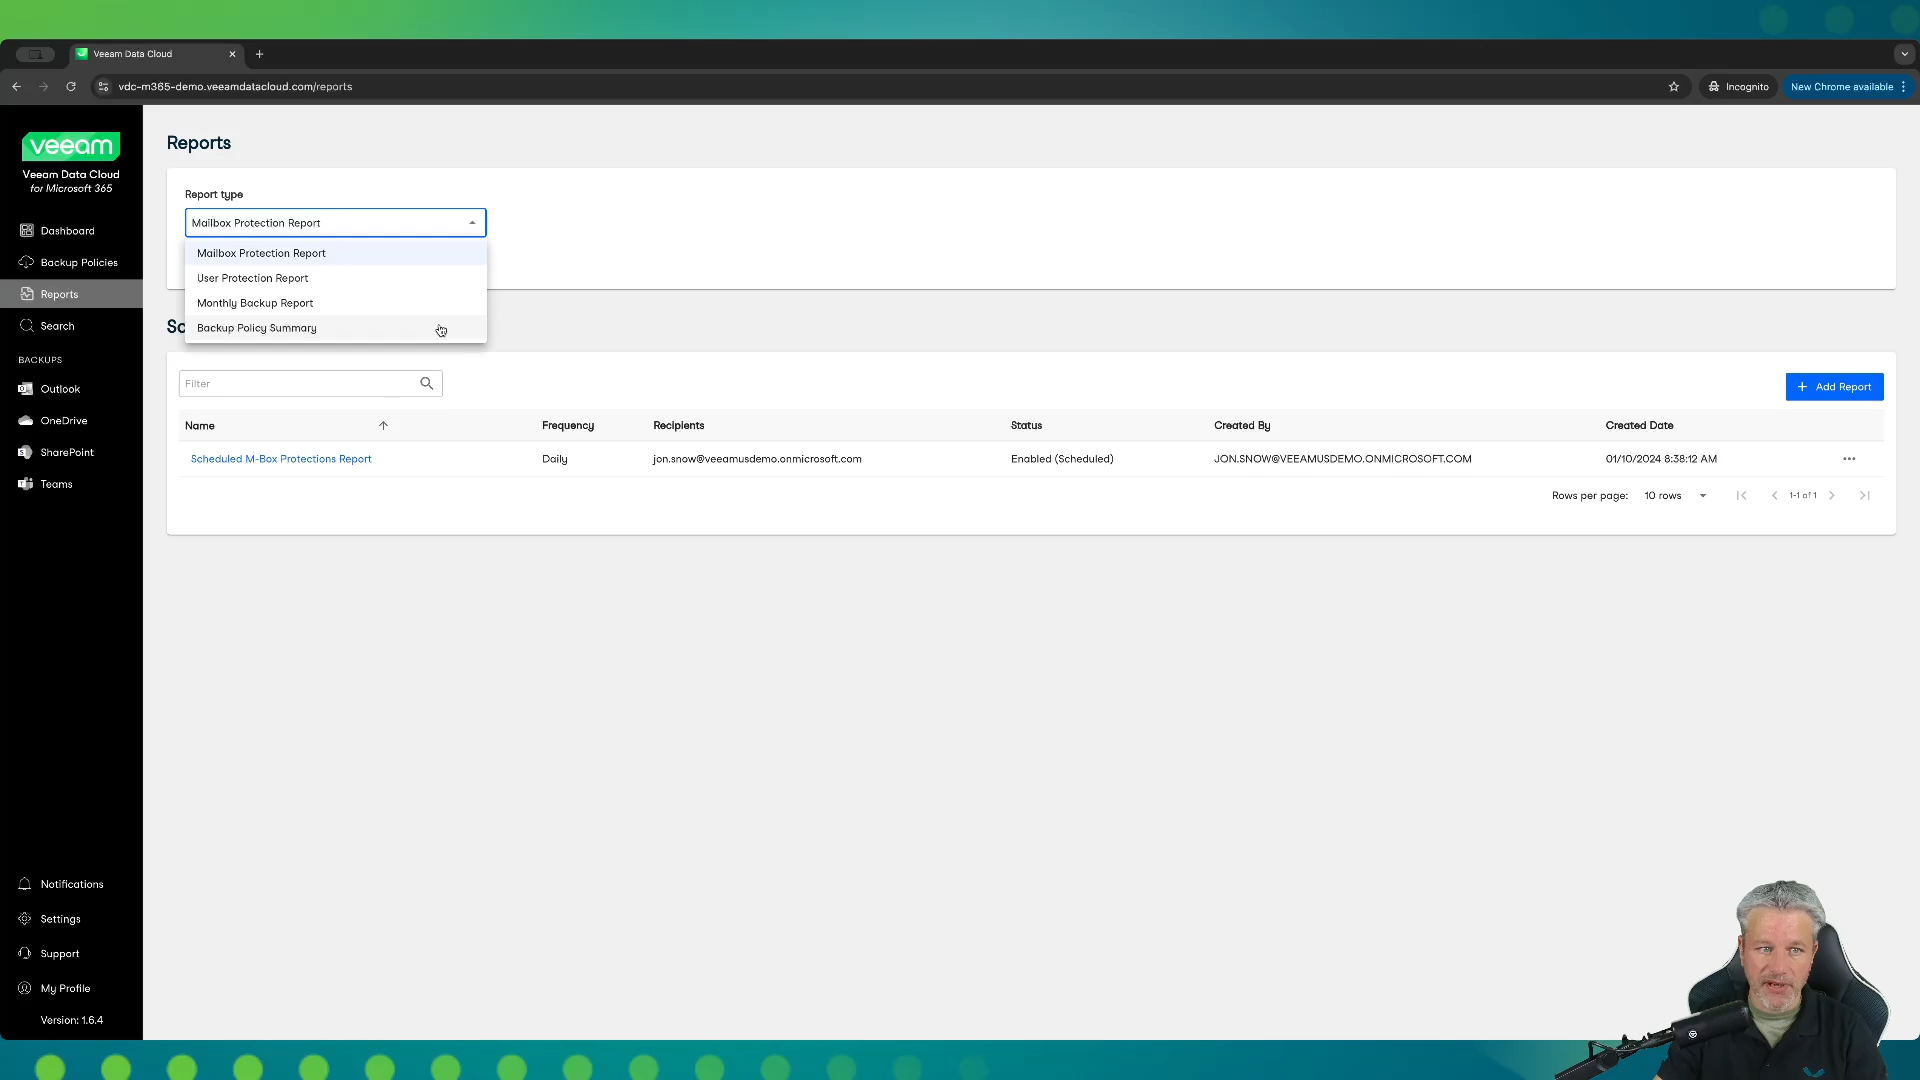 Veeam Data Cloud
vdc-m365-demo.veeamdatacloud.com/reports
Incognito
New Chrome available
veeam
Veeam Data Cloud
for Microsoft 365
Dashboard
Backup Policies
Reports
Search
BACKUPS
Outlook
OneDrive
SharePoint
Teams
Notifications
Settings
Support
My Profile
Version: 1.6.4
Reports
Report type
Mailbox Protection Report
Mailbox Protection Report
User Protection Report
Monthly Backup Report
Backup Policy Summary
Sc
Filter
+ Add Report
Name Frequency Recipients Status Created By Created Date
Scheduled M-Box Protections Report Daily jon.snow@veeamusdemo.onmicrosoft.com Enabled (Scheduled) JON.SNOW@VEEAMUSDEMO.ONMICROSOFT.COM 01/10/2024 8:38:12 AM
Rows per page: 10 rows 1-1 of 1